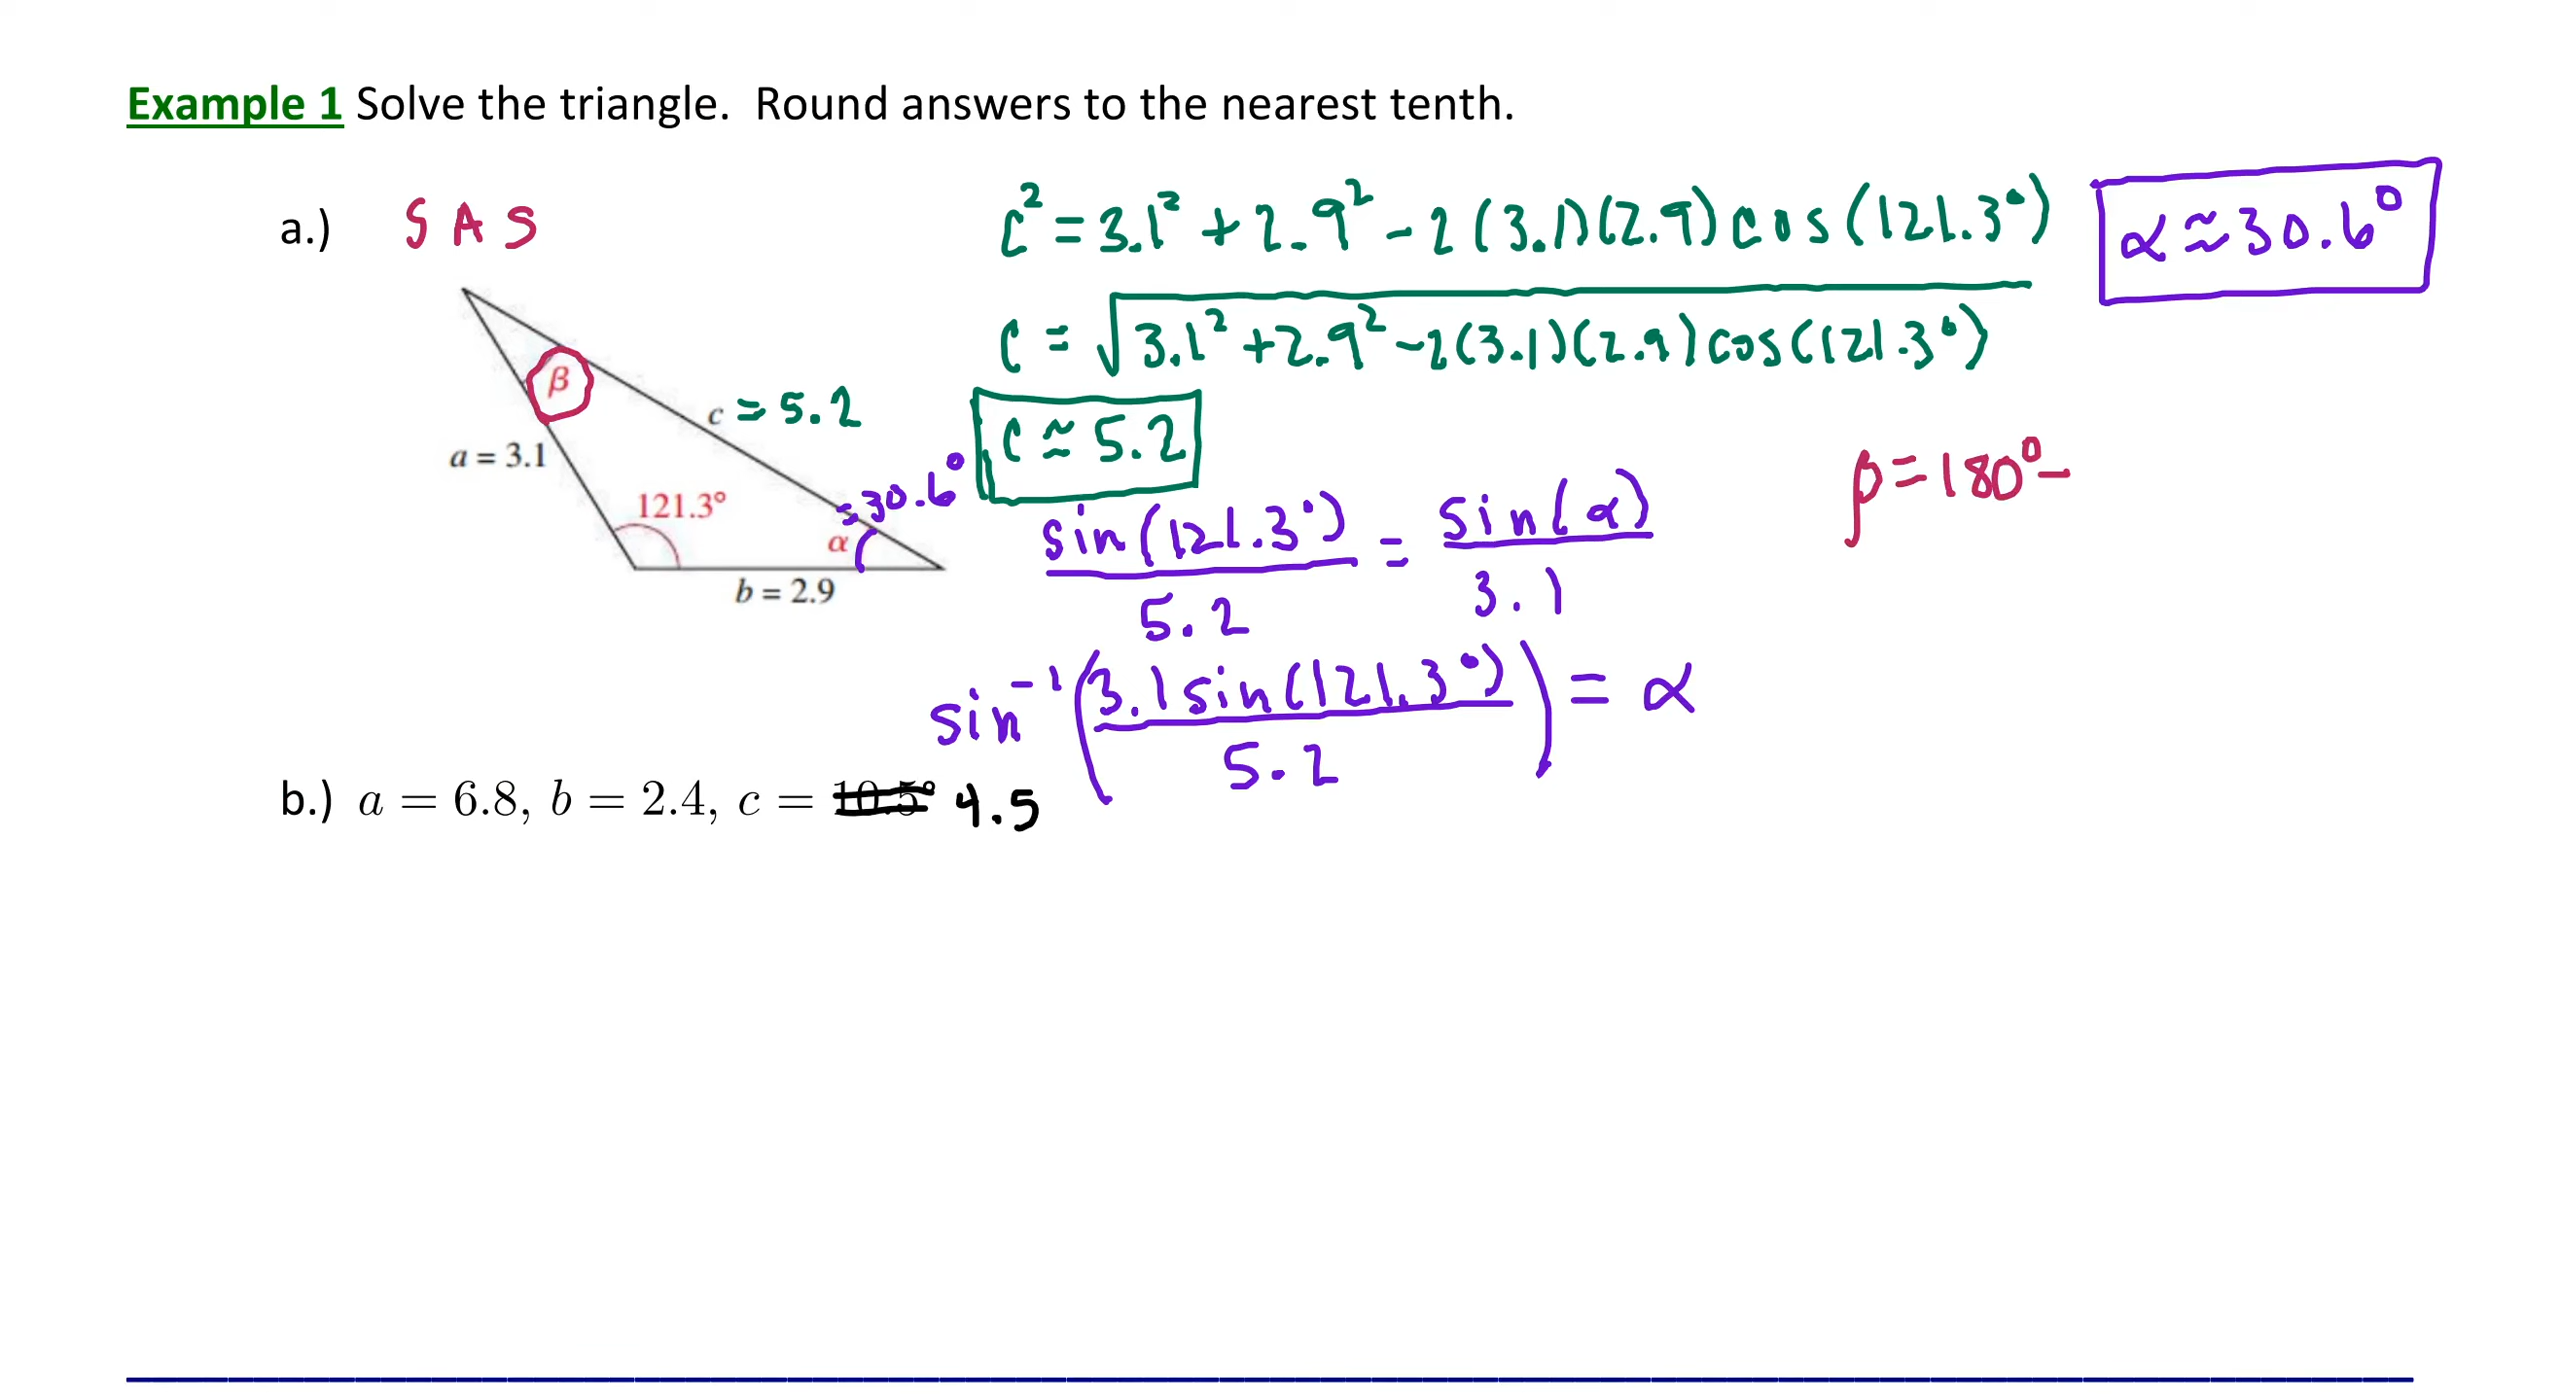 Example 1 Solve the triangle. Round answers to the nearest tenth.
a.) SAS
c² = 3.1² + 2.9² - 2(3.1)(2.9)cos(121.3°)
α ≈ 30.6°
c = √3.1² + 2.9² - 2(3.1)(2.9)cos(121.3°)
β
c = 5.2
c ≈ 5.2
a = 3.1
= 30.6°
β = 180° -
121.3°
α
b = 2.9
sin(121.3°)/5.2 = sin(α)/3.1
sin⁻¹(3.1sin(121.3°)/5.2) = α
b.) a = 6.8, b = 2.4, c = 10.5° 4.5